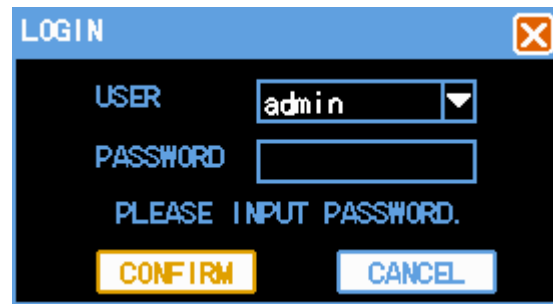 LOGIN
USER admin
PASSWORD
PLEASE INPUT PASSWORD.
CONFIRM CANCEL